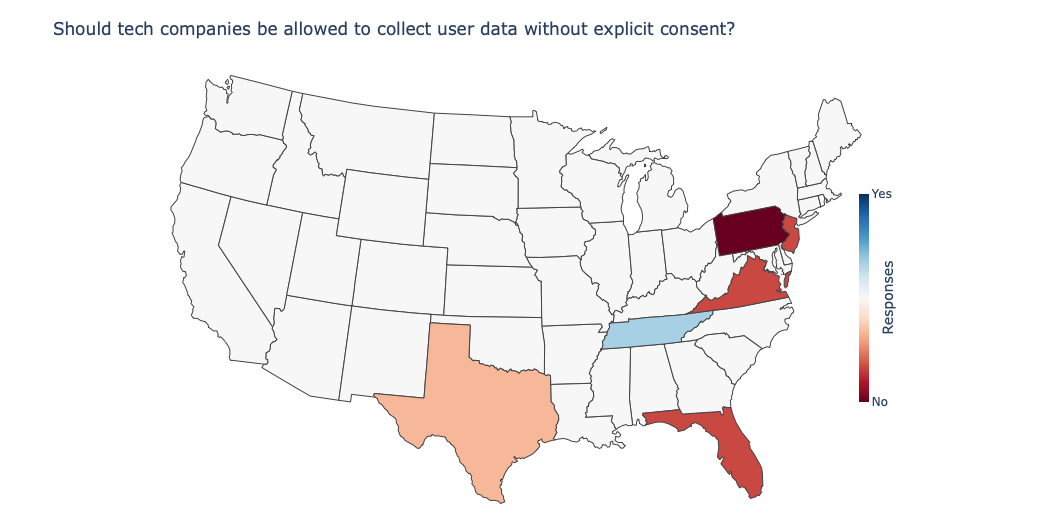 Should tech companies be allowed to collect user data without explicit consent?
Yes
Responses
No